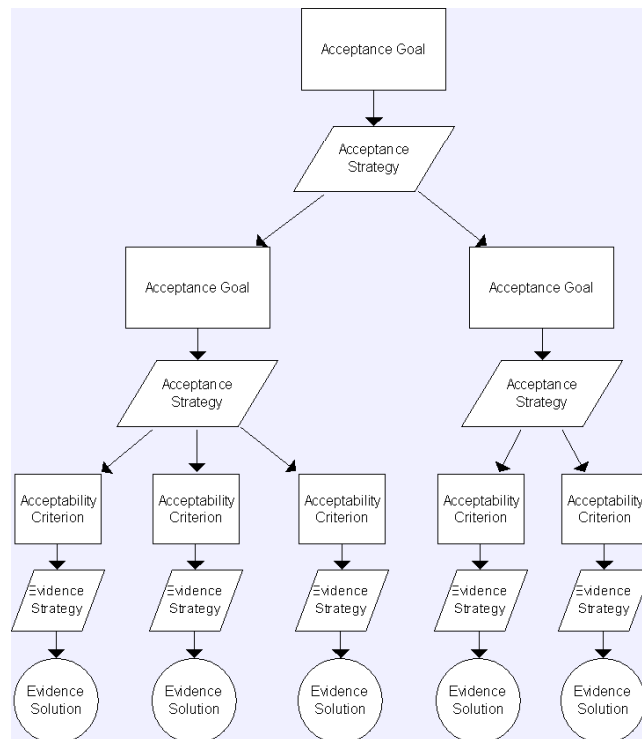 Acceptance Goal
Acceptance
Strategy
Acceptance Goal
Acceptance Goal
Acceptance
Strategy
Acceptance
Strategy
Acceptability
Criterion
Acceptability
Criterion
Acceptability
Criterion
Acceptability
Criterion
Acceptability
Criterion
Evidence
Strategy
Evidence
Strategy
Evidence
Strategy
Evidence
Strategy
Evidence
Strategy
Evidence
Solution
Evidence
Solution
Evidence
Solution
Evidence
Solution
Evidence
Solution